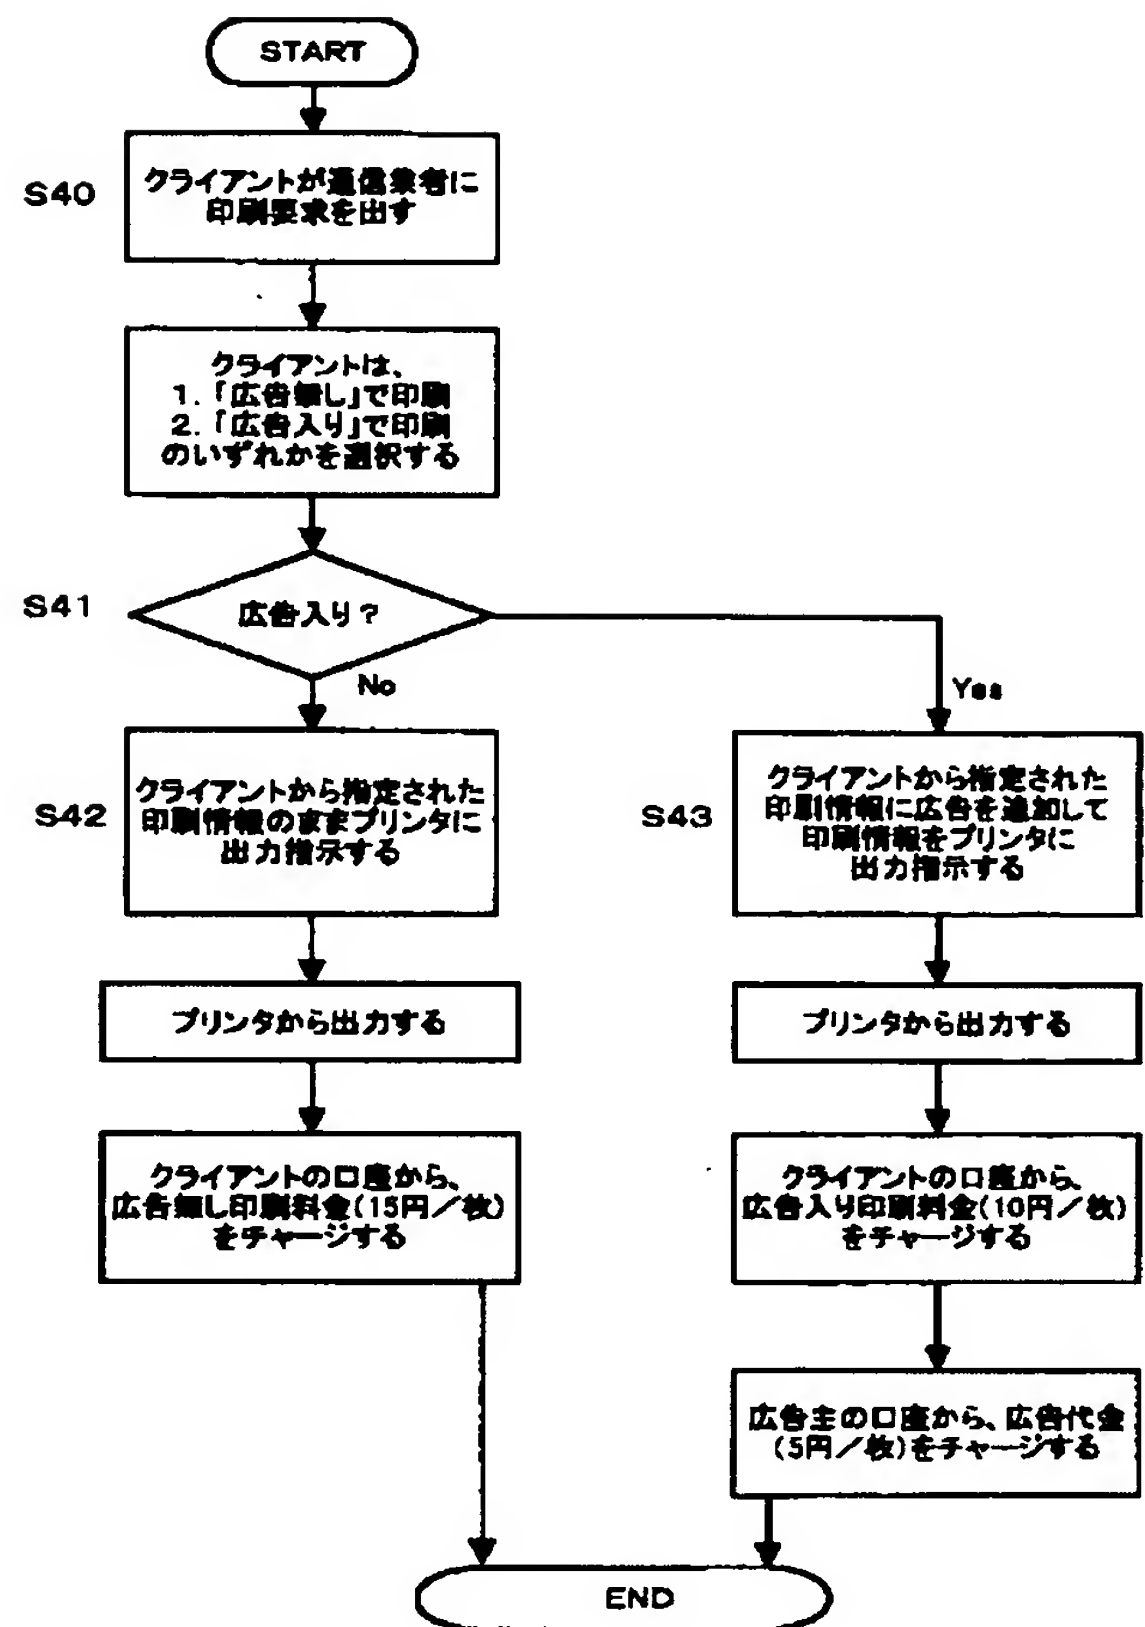 START
S40
クライアントが通信業者に
印刷要求を出す
クライアントは、
1.「広告無し」で印刷
2.「広告入り」で印刷
のいずれかを選択する
S41
広告入り？
No
Yes
S42
クライアントから指定された
印刷情報のままプリンタに
出力指示する
S43
クライアントから指定された
印刷情報に広告を追加して
印刷情報をプリンタに
出力指示する
プリンタから出力する
プリンタから出力する
クライアントの口座から、
広告無し印刷料金(15円／枚)
をチャージする
クライアントの口座から、
広告入り印刷料金(10円／枚)
をチャージする
広告主の口座から、広告代金
(5円／枚)をチャージする
END